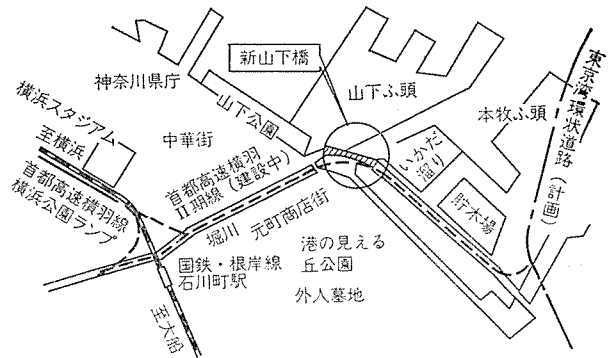 新山下橋
神奈川県庁
山下公園
山下ふ頭
本牧ふ頭
東京湾環状道路(計画)
横浜スタジアム
至横浜
中華街
いかだ
溜り
貯木場
首都高速横羽線
横浜公園ランプ
首都高速横羽
Ⅱ期線(建設中)
堀川
元町商店街
港の見える
丘公園
国鉄・根岸線
石川町駅
外人墓地
至大船